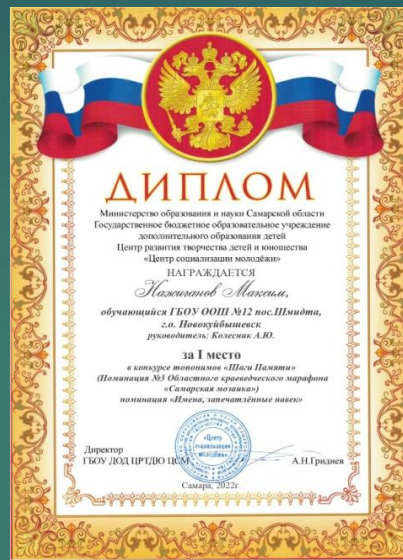 ДИПЛОМ
Министерство образования и науки Самарской области
Государственное бюджетное образовательное учреждение
дополнительного образования детей
Центр развития творчества детей и юношества
«Центр социализации молодёжи»
НАГРАЖДАЕТСЯ
Максим,
обучающийся ГБОУ ООШ №12 пос.Шмидта,
г.о. Новокуйбышевск
руководитель: Колесник А.Ю.
за I место
в конкурсе топонимов «Шаги Памяти»
(Номинация №3 Областного краеведческого марафона
«Самарская мозаика»)
номинация «Имена, запечатлённые навек»
«Центр
социализации
молодёжи»
Директор
ГБОУ ДОД ЦРТДЮ ЦСМ
А.Н.Гриднев
Самара, 2022г.